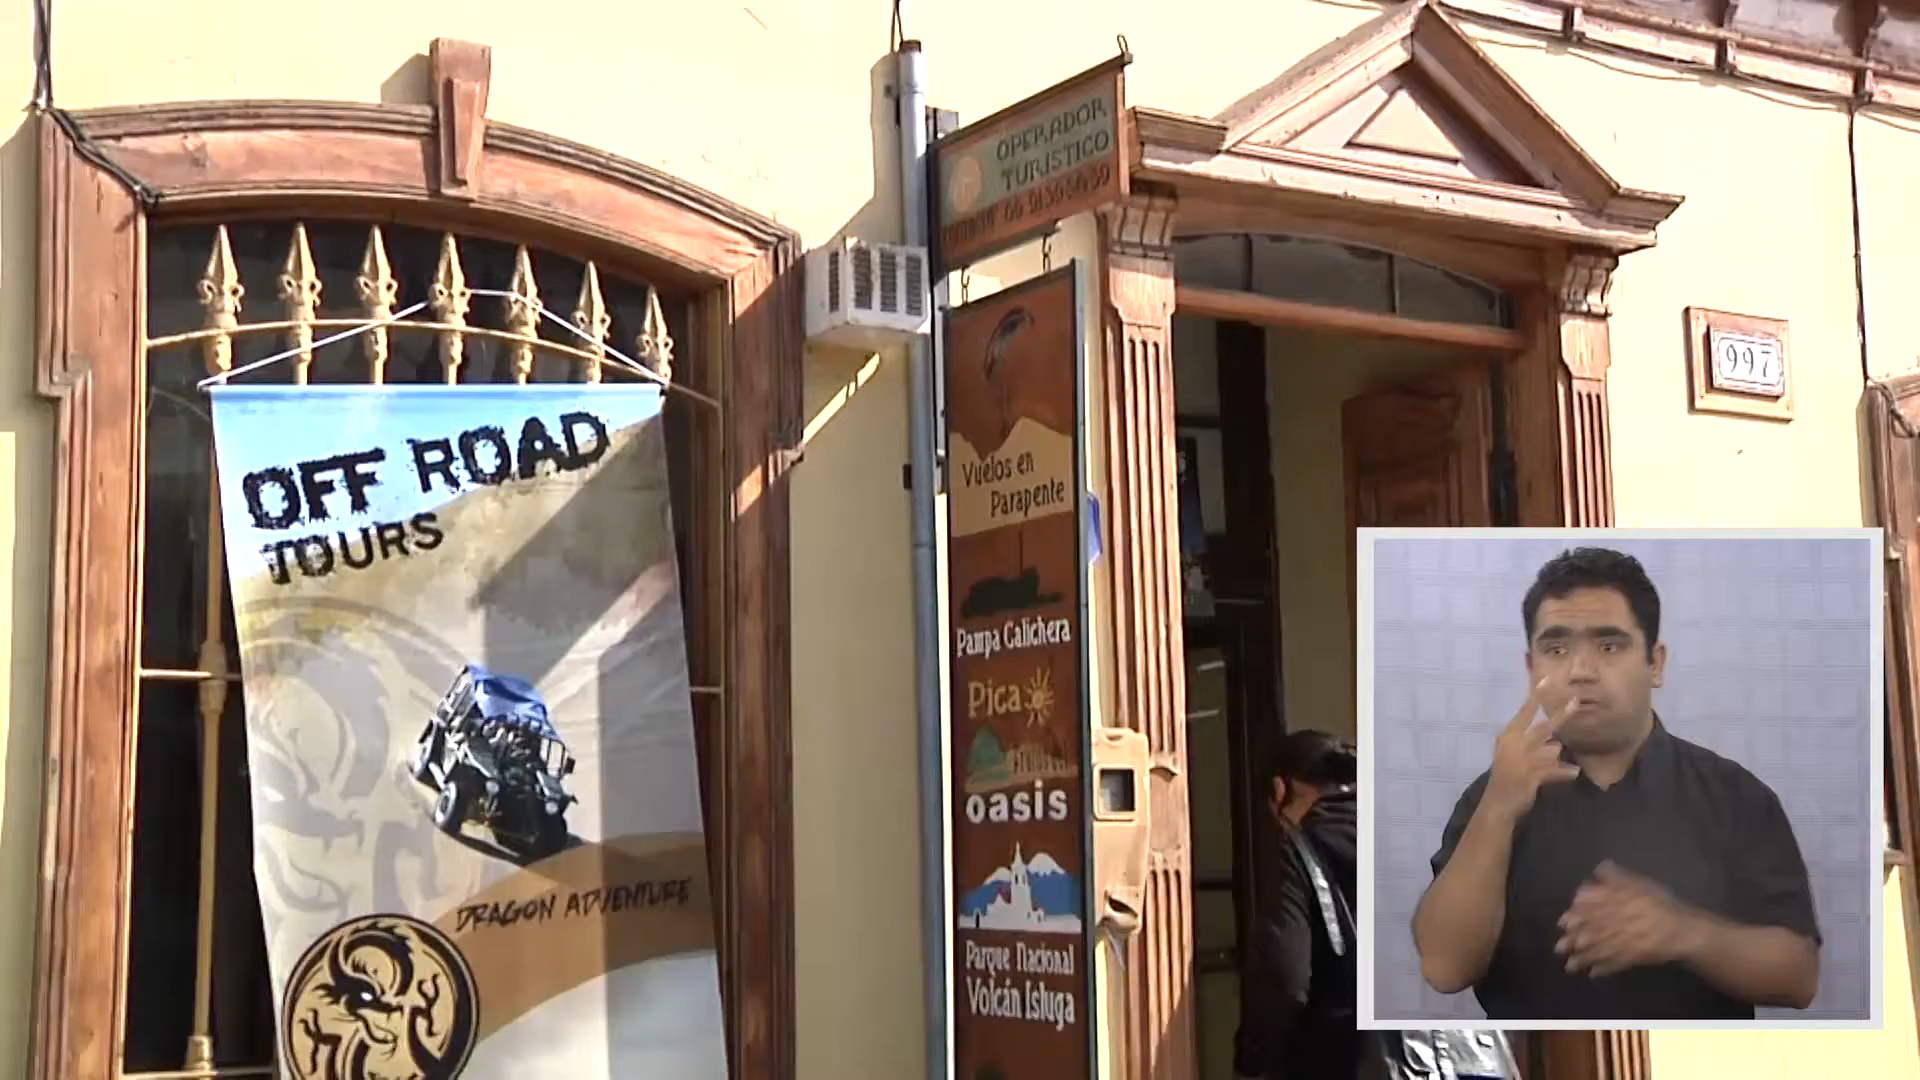 OFF ROAD
TOURS
DRAGON ADVENTURE
OPERADOR
TURISTICO
Vuelos en
Parapente
Pampa Calichera
Pica
oasis
Parque Nacional
Volcán Isluga
997